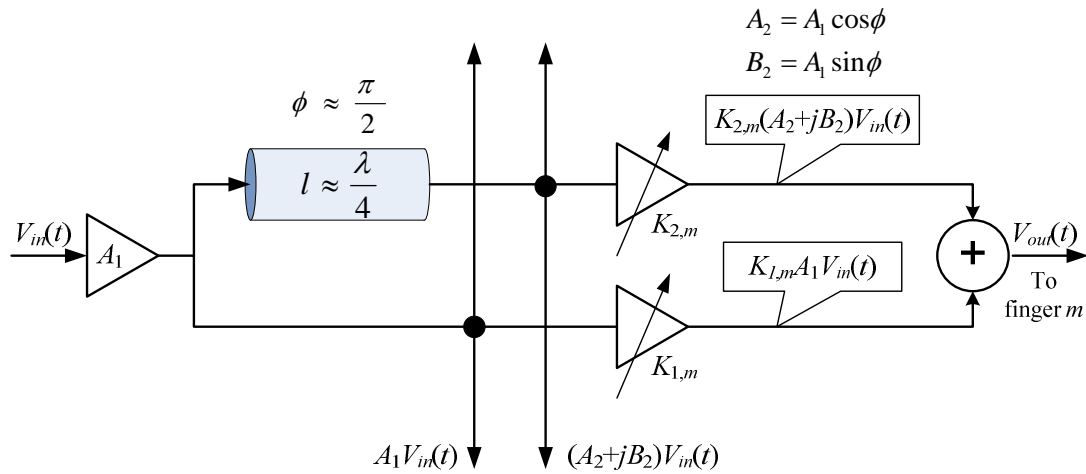 A₂ = A₁ cosϕ
B₂ = A₁ sinϕ
ϕ ≈ π/2
K₂,ₘ(A₂+jB₂)Vᵢₙ(t)
l ≈ λ/4
Vᵢₙ(t)
A₁
K₂,ₘ
K₁,ₘA₁Vᵢₙ(t)
+
Vₒᵤₜ(t)
To
finger m
K₁,ₘ
A₁Vᵢₙ(t)
(A₂+jB₂)Vᵢₙ(t)